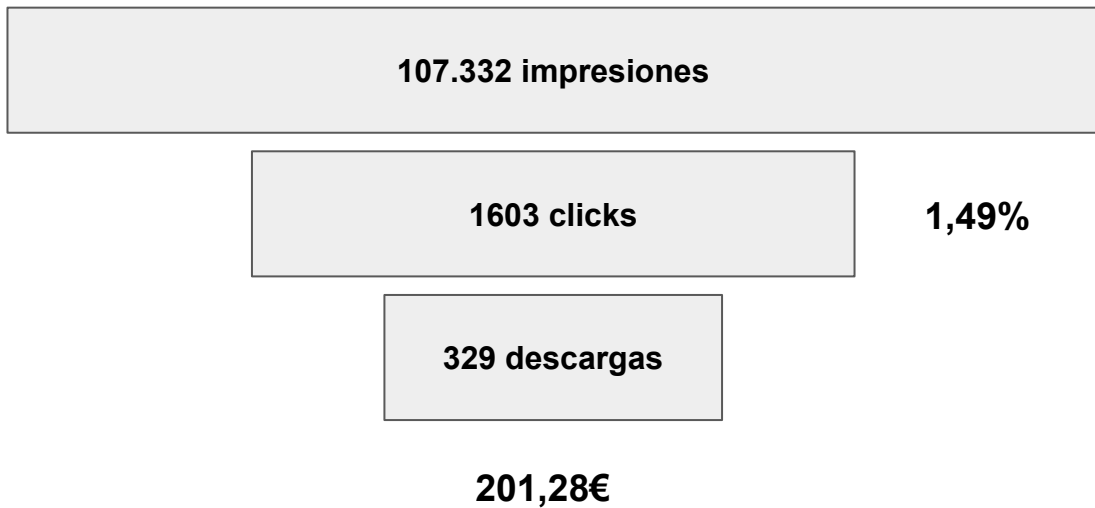 107.332 impresiones
1603 clicks
1,49%
329 descargas
201,28€